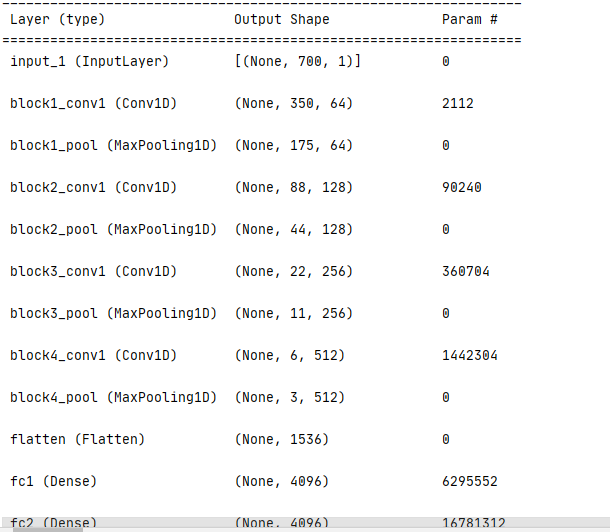 Layer (type) Output Shape Param #
input_1 (InputLayer) [(None, 700, 1)] 0
block1_conv1 (Conv1D) (None, 350, 64) 2112
block1_pool (MaxPooling1D) (None, 175, 64) 0
block2_conv1 (Conv1D) (None, 88, 128) 90240
block2_pool (MaxPooling1D) (None, 44, 128) 0
block3_conv1 (Conv1D) (None, 22, 256) 360704
block3_pool (MaxPooling1D) (None, 11, 256) 0
block4_conv1 (Conv1D) (None, 6, 512) 1442304
block4_pool (MaxPooling1D) (None, 3, 512) 0
flatten (Flatten) (None, 1536) 0
fc1 (Dense) (None, 4096) 6295552
fc2 (Dense) (None, 4096) 16781312